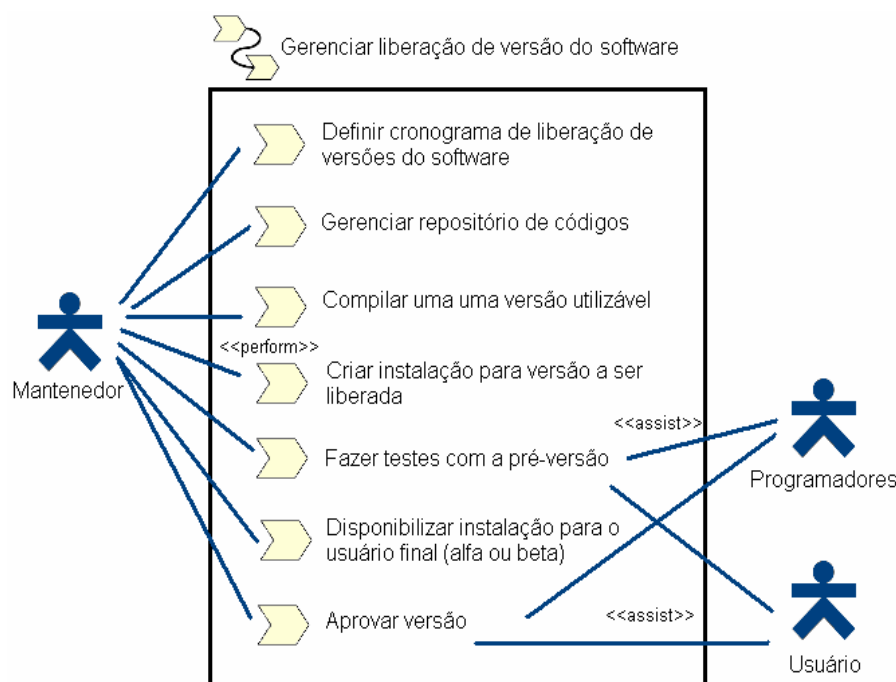 Gerenciar liberação de versão do software
Definir cronograma de liberação de
versões do software
Gerenciar repositório de códigos
Compilar uma uma versão utilizável
<<perform>>
Mantenedor
Criar instalação para versão a ser
liberada
<<assist>>
Fazer testes com a pré-versão
Programadores
Disponibilizar instalação para o
usuário final (alfa ou beta)
Aprovar versão
<<assist>>
Usuário